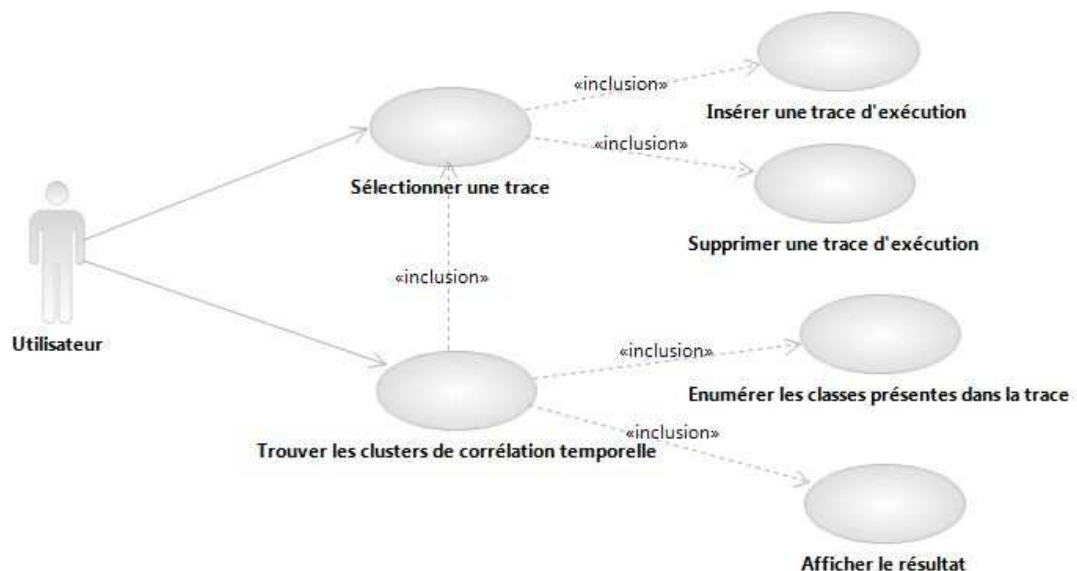 «inclusion»
Insérer une trace d'exécution
«inclusion»
Sélectionner une trace
Supprimer une trace d'exécution
«inclusion»
Utilisateur
«inclusion»
Enumérer les classes présentes dans la trace
«inclusion»
Trouver les clusters de corrélation temporelle
Afficher le résultat